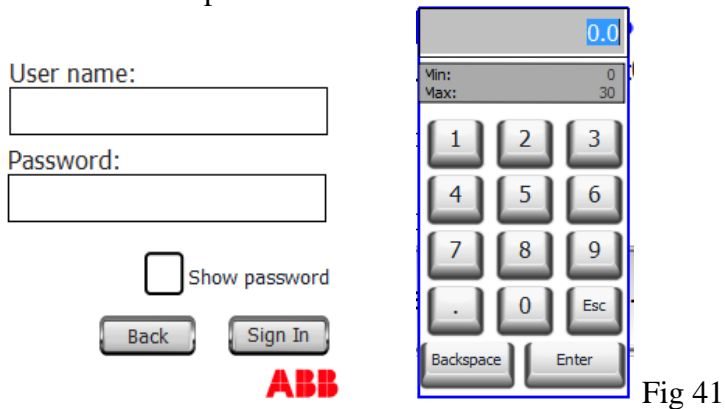 User name:
Password:
Show password
Back Sign In
ABB
0.0
Min: 0
Max: 30
1 2 3
4 5 6
7 8 9
. 0 Esc
Backspace Enter
Fig 41